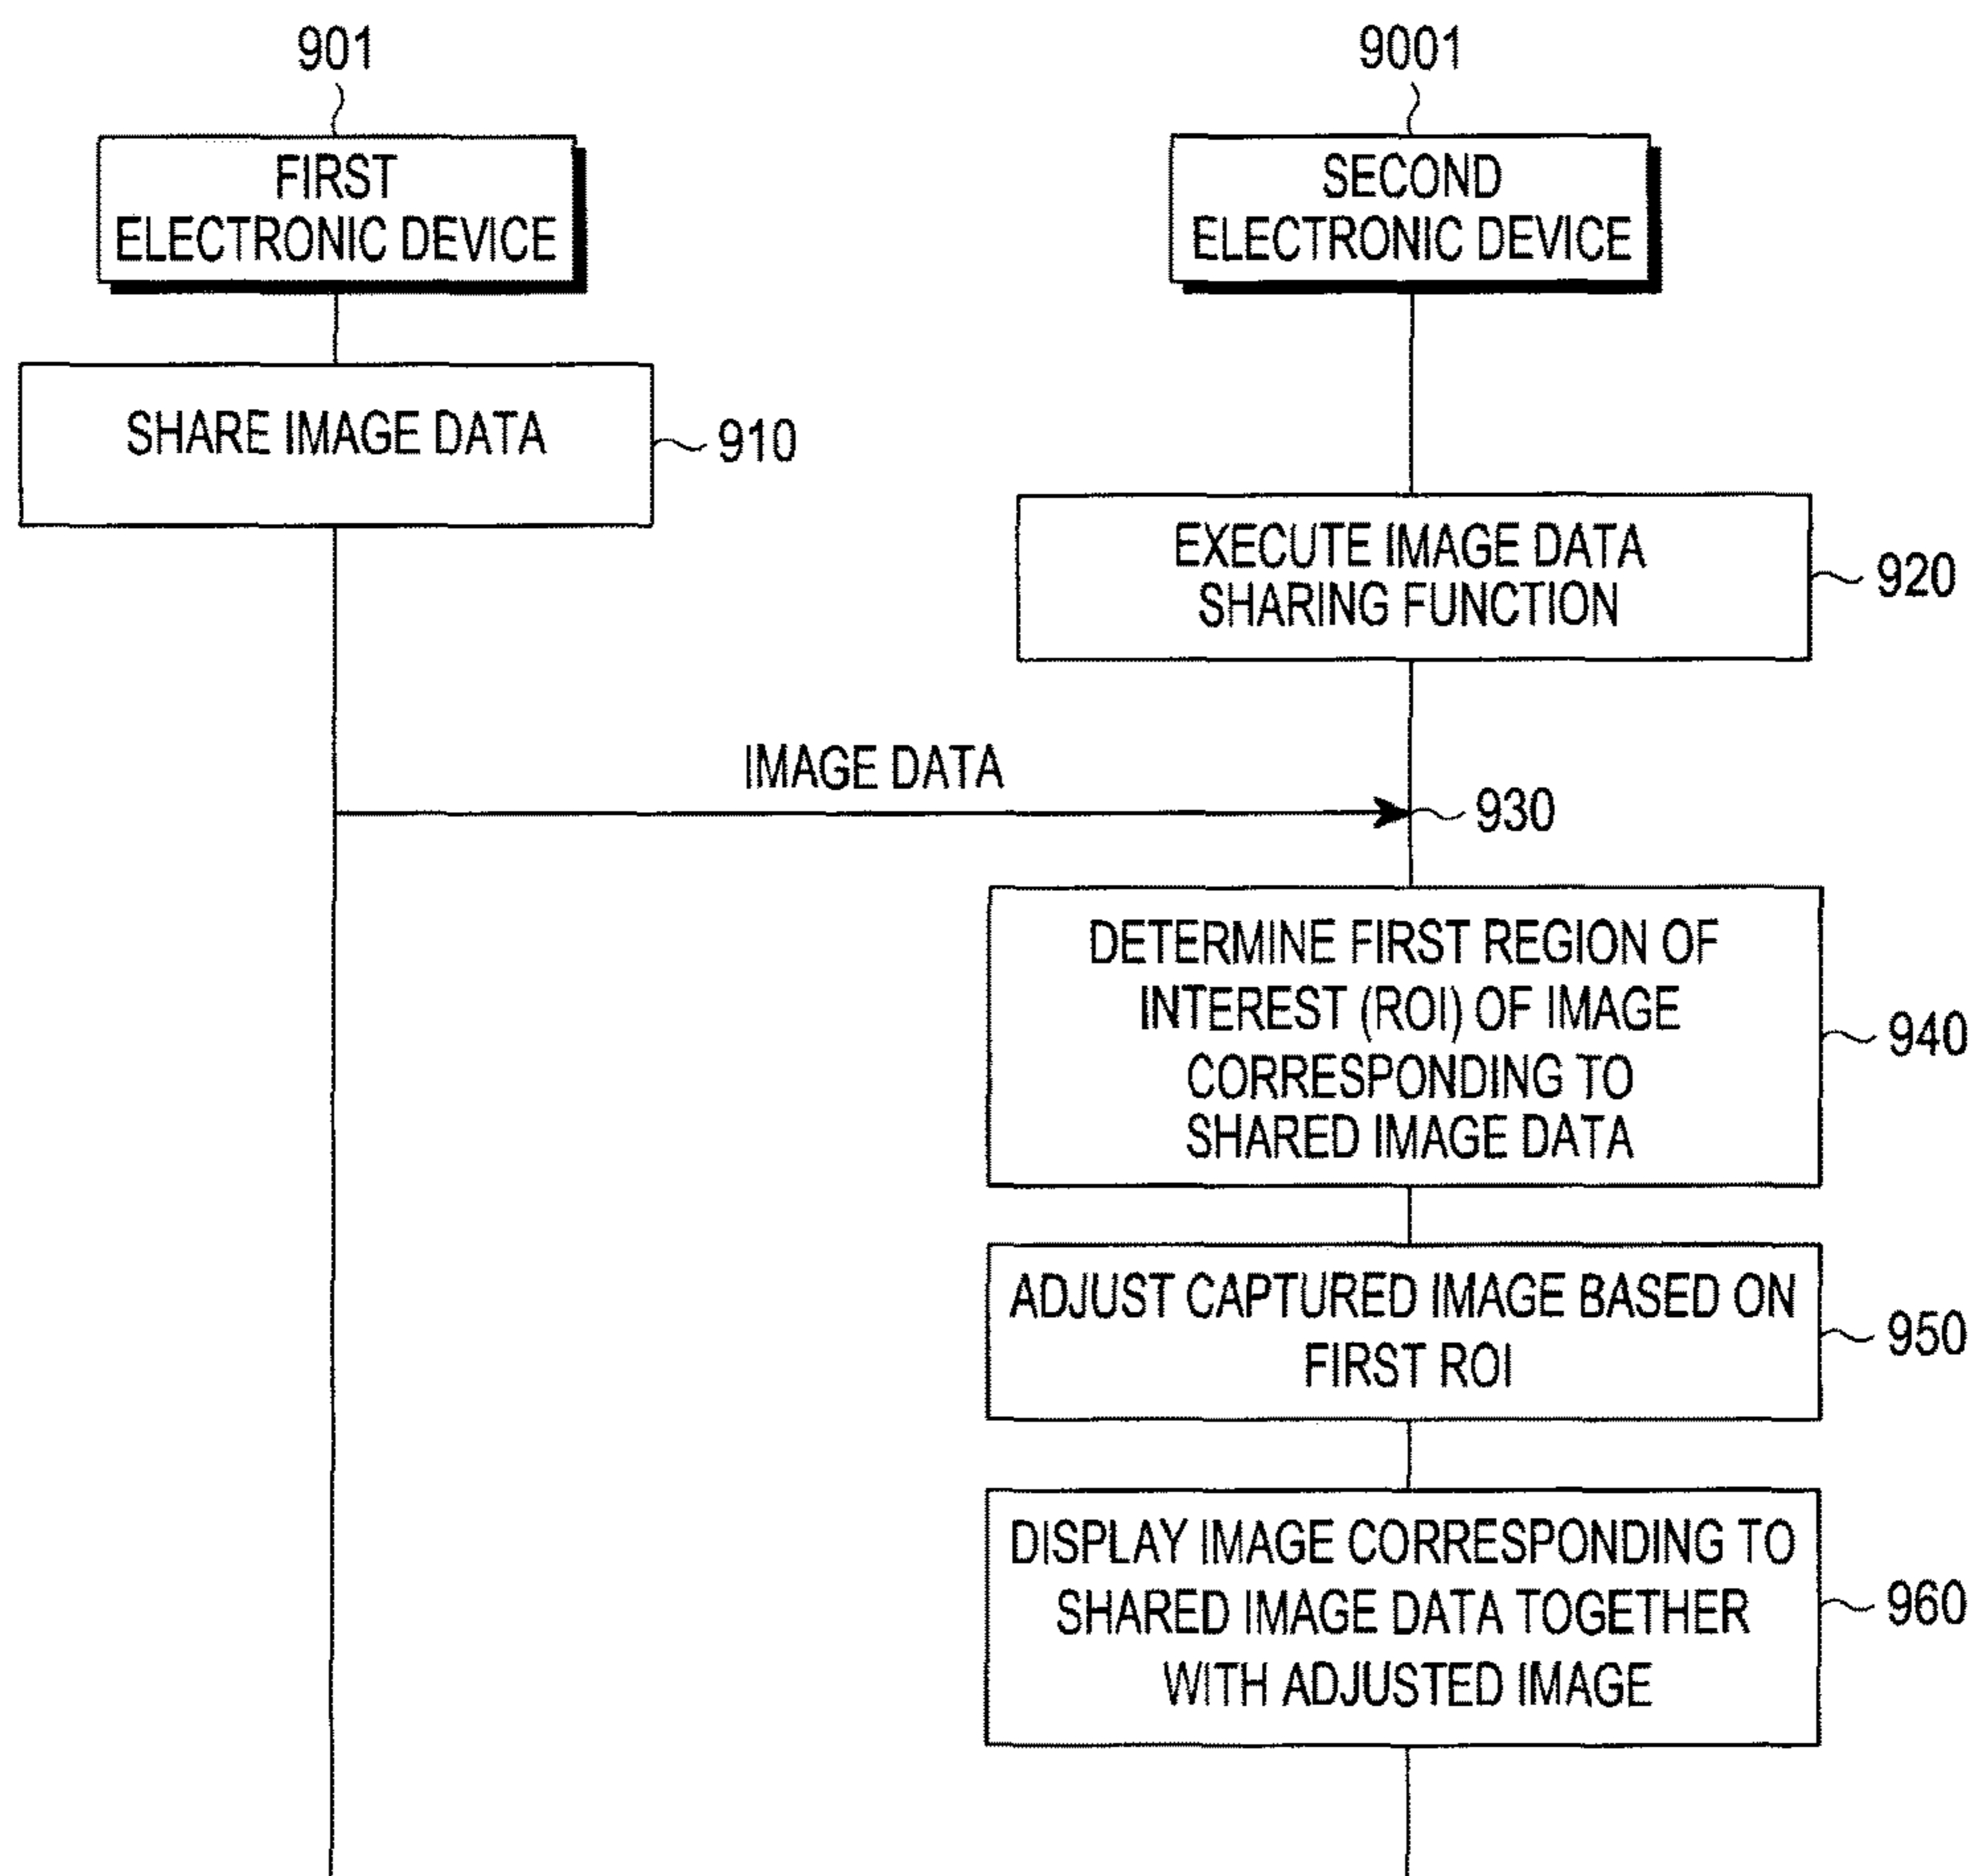 901
9001
FIRST
ELECTRONIC DEVICE
SECOND
ELECTRONIC DEVICE
SHARE IMAGE DATA
910
EXECUTE IMAGE DATA
SHARING FUNCTION
920
IMAGE DATA
930
DETERMINE FIRST REGION OF
INTEREST (ROI) OF IMAGE
CORRESPONDING TO
SHARED IMAGE DATA
940
ADJUST CAPTURED IMAGE BASED ON
FIRST ROI
950
DISPLAY IMAGE CORRESPONDING TO
SHARED IMAGE DATA TOGETHER
WITH ADJUSTED IMAGE
960